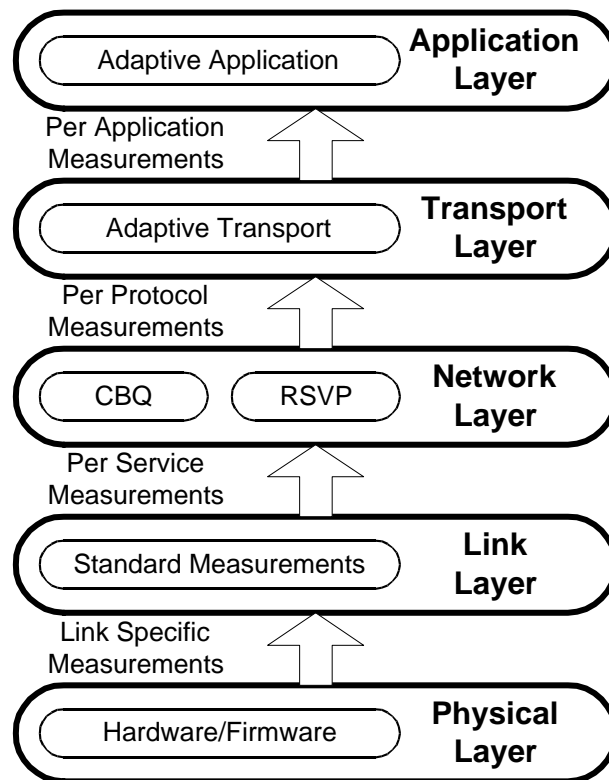 Adaptive Application
Application
Layer
Per Application
Measurements
Adaptive Transport
Transport
Layer
Per Protocol
Measurements
CBQ
RSVP
Network
Layer
Per Service
Measurements
Standard Measurements
Link
Layer
Link Specific
Measurements
Hardware/Firmware
Physical
Layer